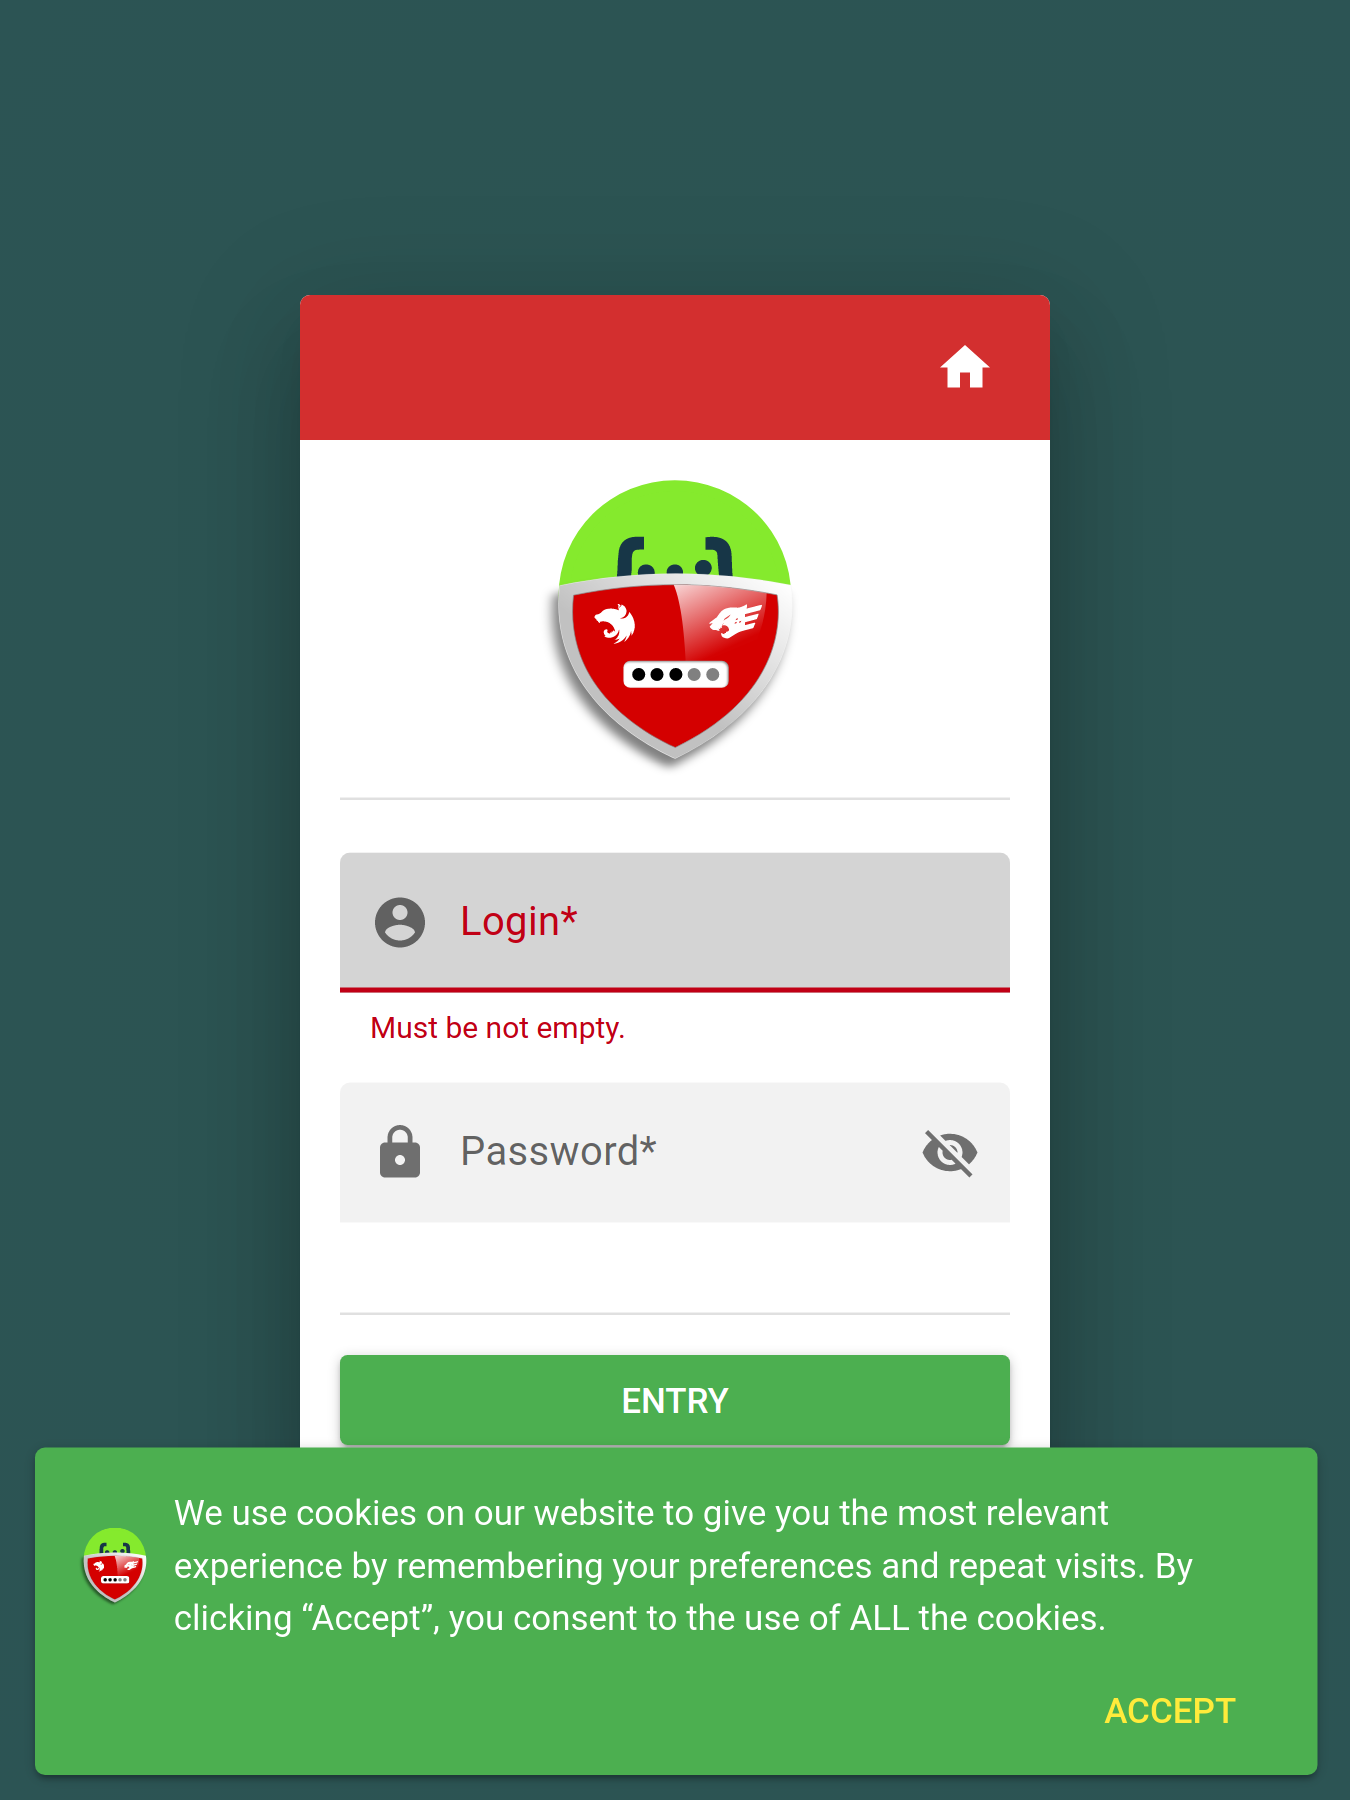 Login*
Must be not empty.
Password*
ENTRY
We use cookies on our website to give you the most relevant
experience by remembering your preferences and repeat visits. By
clicking “Accept”, you consent to the use of ALL the cookies.
ACCEPT